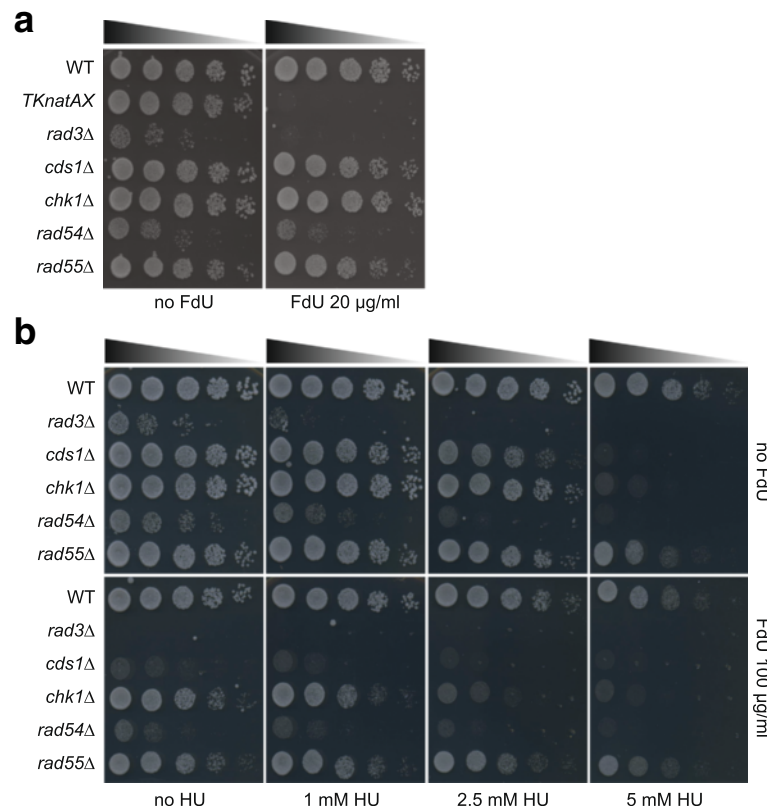 a
WT
TKnatAX
rad3Δ
cds1Δ
chk1Δ
rad54Δ
rad55Δ
no FdU
FdU 20 µg/ml
b
WT
rad3Δ
cds1Δ
chk1Δ
rad54Δ
rad55Δ
no FdU
WT
rad3Δ
cds1Δ
chk1Δ
rad54Δ
rad55Δ
FdU 100 µg/ml
no HU
1 mM HU
2.5 mM HU
5 mM HU